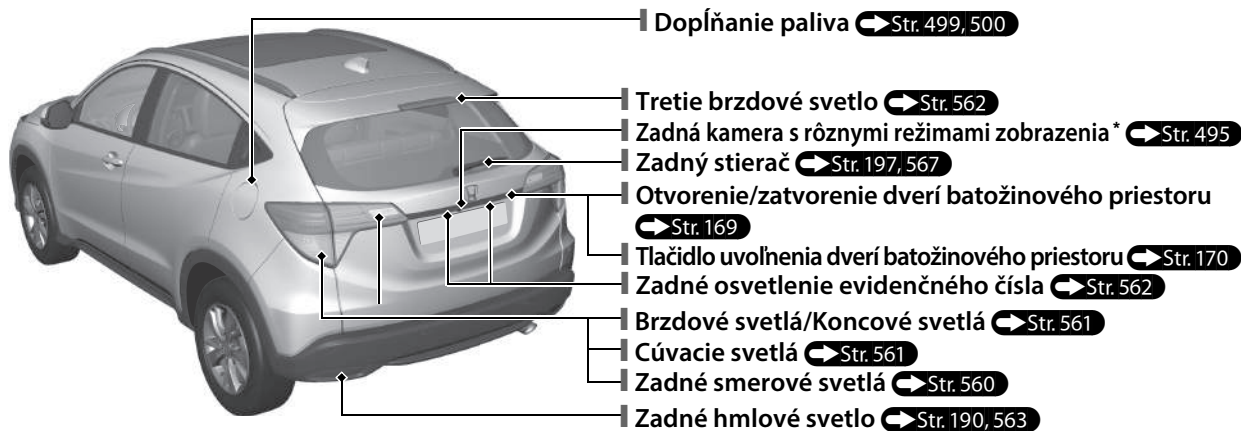 Dopĺňanie paliva Str. 499, 500
Tretie brzdové svetlo Str. 562
Zadná kamera s rôznymi režimami zobrazenia* Str. 495
Zadný stierač Str. 197, 567
Otvorenie/zatvorenie dverí batožinového priestoru
Str. 169
Tlačidlo uvoľnenia dverí batožinového priestoru Str. 170
Zadné osvetlenie evidenčného čísla Str. 562
Brzdové svetlá/Koncové svetlá Str. 561
Cúvacie svetlá Str. 561
Zadné smerové svetlá Str. 560
Zadné hmlové svetlo Str. 190, 563